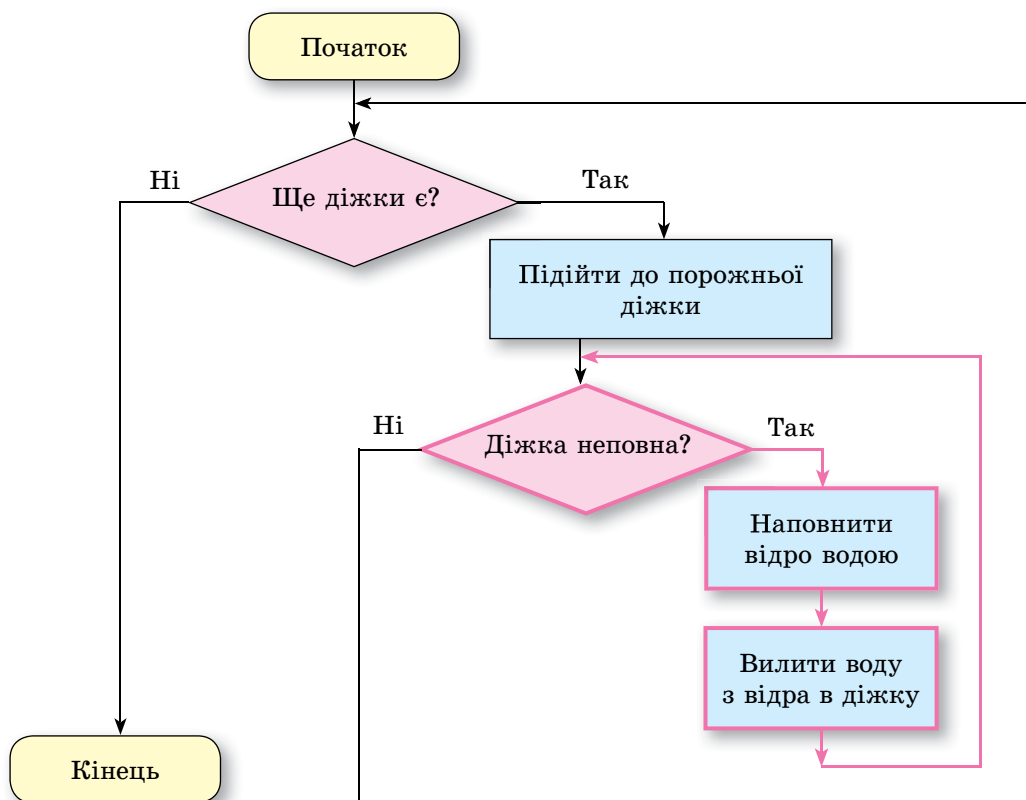 Початок
Ні
Ще діжки є?
Так
Підійти до порожньої
діжки
Ні
Діжка неповна?
Так
Наповнити
відро водою
Вилити воду
з відра в діжку
Кінець